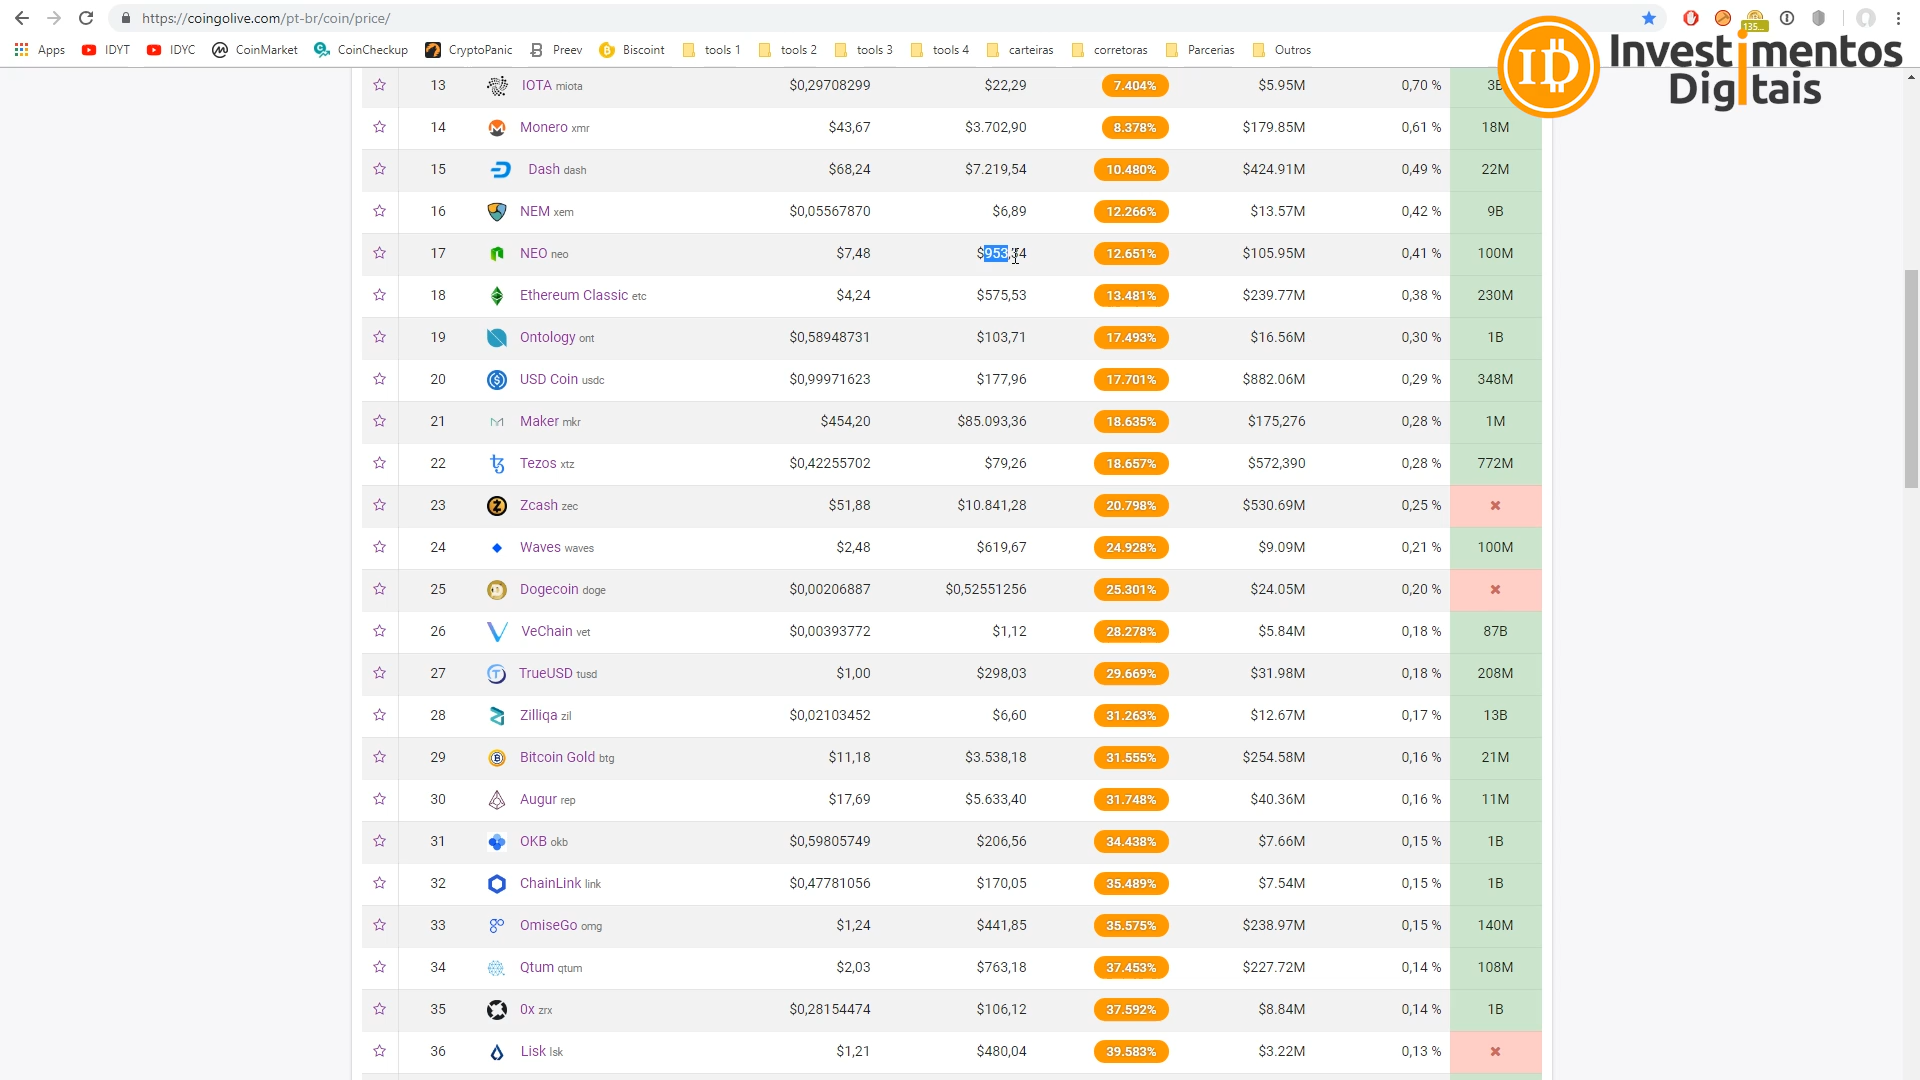 https://coingolive.com/pt-br/coin/price/
Apps IDYT IDYC CoinMarket CoinCheckup CryptoPanic Preev Biscoint tools 1 tools 2 tools 3 tools 4 carteiras corretoras Parcerias Outros
135...
Investimentos
Digitais
13 IOTA miota $0,29708299 $22,29 7.404% $5.95M 0,70 %
14 Monero xmr $43,67 $3.702,90 8.378% $179.85M 0,61 % 18M
15 Dash dash $68,24 $7.219,54 10.480% $424.91M 0,49 % 22M
16 NEM xem $0,05567870 $6,89 12.266% $13.57M 0,42 % 9B
17 NEO neo $7,48 $953,34 12.651% $105.95M 0,41 % 100M
18 Ethereum Classic etc $4,24 $575,53 13.481% $239.77M 0,38 % 230M
19 Ontology ont $0,58948731 $103,71 17.493% $16.56M 0,30 % 1B
20 USD Coin usdc $0,99971623 $177,96 17.701% $882.06M 0,29 % 348M
21 Maker mkr $454,20 $85.093,36 18.635% $175,276 0,28 % 1M
22 Tezos xtz $0,42255702 $79,26 18.657% $572,390 0,28 % 772M
23 Zcash zec $51,88 $10.841,28 20.798% $530.69M 0,25 %
24 Waves waves $2,48 $619,67 24.928% $9.09M 0,21 % 100M
25 Dogecoin doge $0,00206887 $0,52551256 25.301% $24.05M 0,20 %
26 VeChain vet $0,00393772 $1,12 28.278% $5.84M 0,18 % 87B
27 TrueUSD tusd $1,00 $298,03 29.669% $31.98M 0,18 % 208M
28 Zilliqa zil $0,02103452 $6,60 31.263% $12.67M 0,17 % 13B
29 Bitcoin Gold btg $11,18 $3.538,18 31.555% $254.58M 0,16 % 21M
30 Augur rep $17,69 $5.633,40 31.748% $40.36M 0,16 % 11M
31 OKB okb $0,59805749 $206,56 34.438% $7.66M 0,15 % 1B
32 ChainLink link $0,47781056 $170,05 35.489% $7.54M 0,15 % 1B
33 OmiseGo omg $1,24 $441,85 35.575% $238.97M 0,15 % 140M
34 Qtum qtum $2,03 $763,18 37.453% $227.72M 0,14 % 108M
35 0x zrx $0,28154474 $106,12 37.592% $8.84M 0,14 % 1B
36 Lisk lsk $1,21 $480,04 39.583% $3.22M 0,13 %